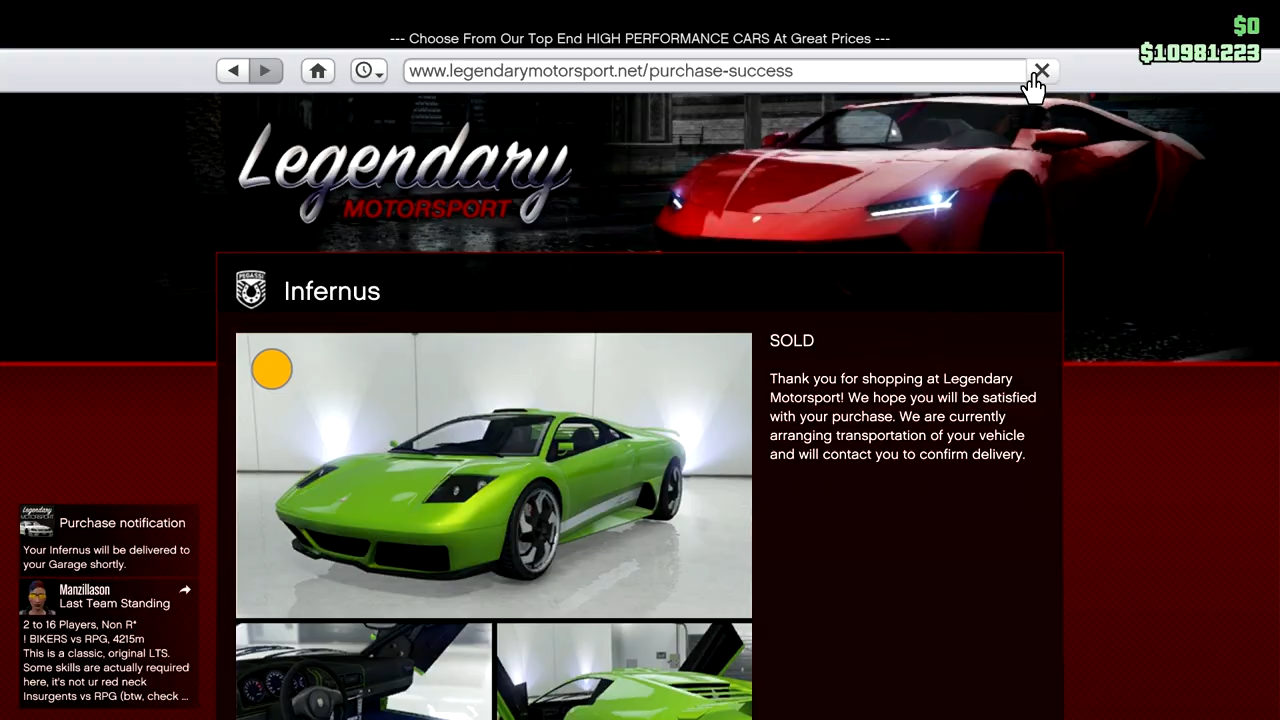 --- Choose From Our Top End HIGH PERFORMANCE CARS At Great Prices ---
$0
$10981223
www.legendarymotorsport.net/purchase-success
Legendary
MOTORSPORT
PEGASSI
Infernus
SOLD
Thank you for shopping at Legendary
Motorsport! We hope you will be satisfied
with your purchase. We are currently
arranging transportation of your vehicle
and will contact you to confirm delivery.
Legendary
MOTORSPORT
Purchase notification
Your Infernus will be delivered to
your Garage shortly.
Manzillason
Last Team Standing
2 to 16 Players, Non R*
! BIKERS vs RPG, 4215m
This is a classic, original LTS.
Some skills are actually required
here, it's not ur red neck
Insurgents vs RPG (btw, check ...